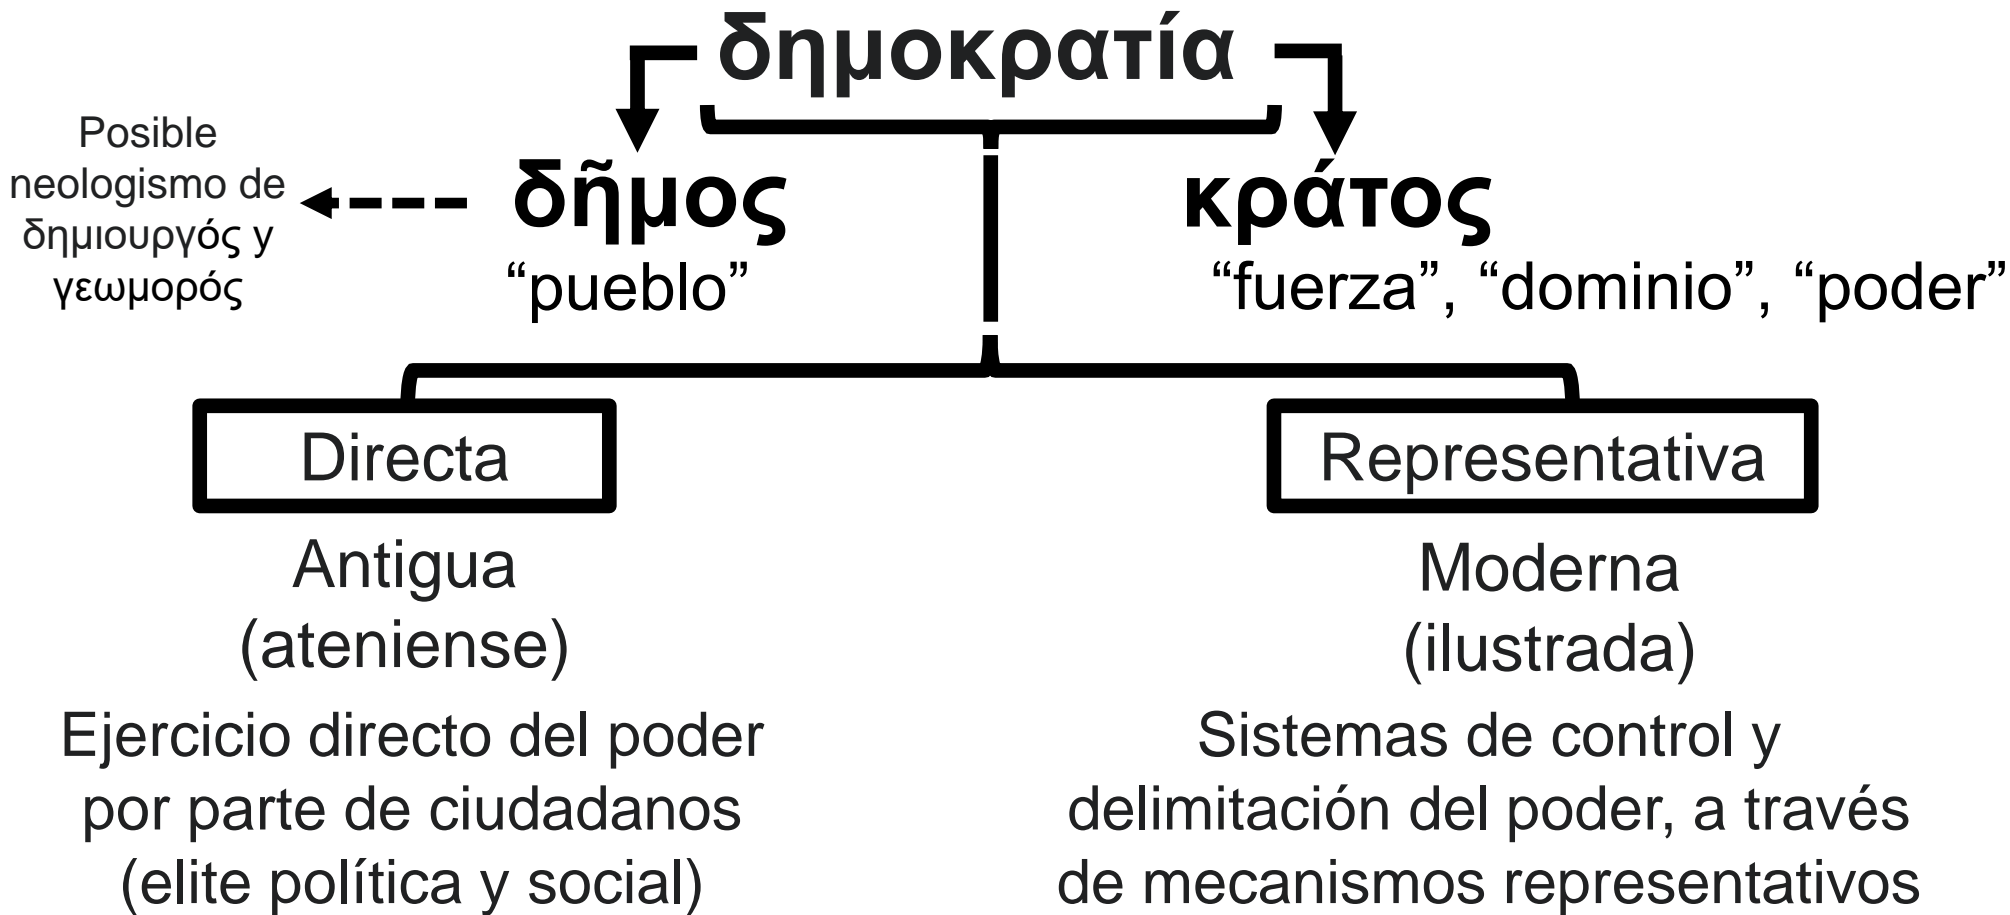 δημοκρατία
Posible
neologismo de
δημιουργός y
γεωμορός
δῆμος
“pueblo”
κράτος
“fuerza”, “dominio”, “poder”
Directa
Antigua
(ateniense)
Ejercicio directo del poder
por parte de ciudadanos
(elite política y social)
Representativa
Moderna
(ilustrada)
Sistemas de control y
delimitación del poder, a través
de mecanismos representativos